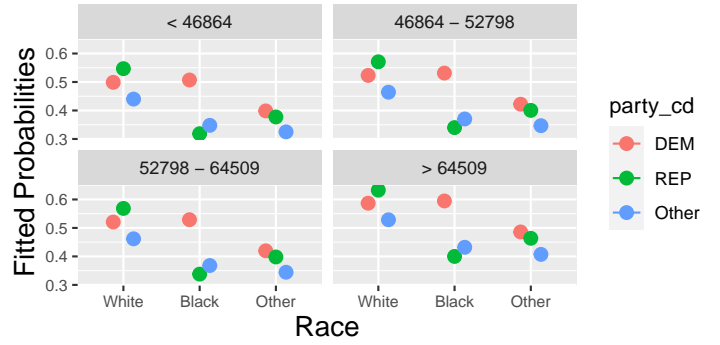 < 46864
46864 − 52798
0.6
0.5
0.4
0.3
52798 − 64509
> 64509
0.6
0.5
0.4
0.3
White
Black
Other
White
Black
Other
Race
Fitted Probabilities
party_cd
DEM
REP
Other